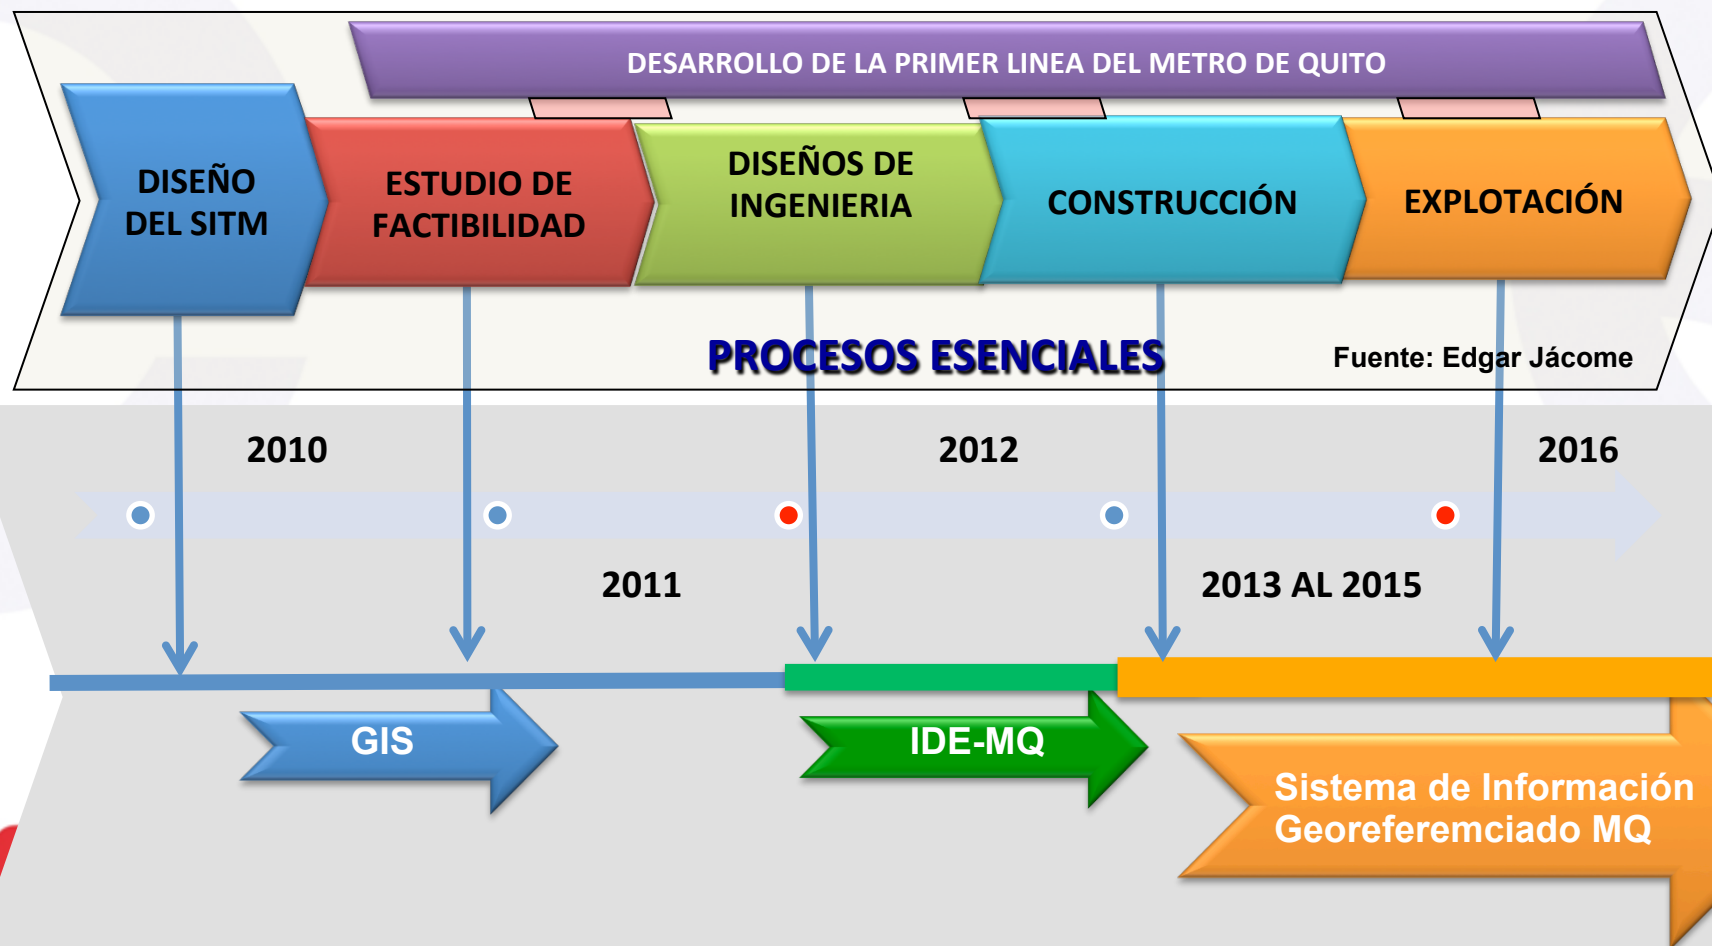 DESARROLLO DE LA PRIMER LINEA DEL METRO DE QUITO
DISEÑO
DEL SITM
ESTUDIO DE
FACTIBILIDAD
DISEÑOS DE
INGENIERIA
CONSTRUCCIÓN
EXPLOTACIÓN
PROCESOS ESENCIALES
Fuente: Edgar Jácome
2010
2012
2016
2011
2013 AL 2015
GIS
IDE-MQ
Sistema de Información
Georeferemciado MQ